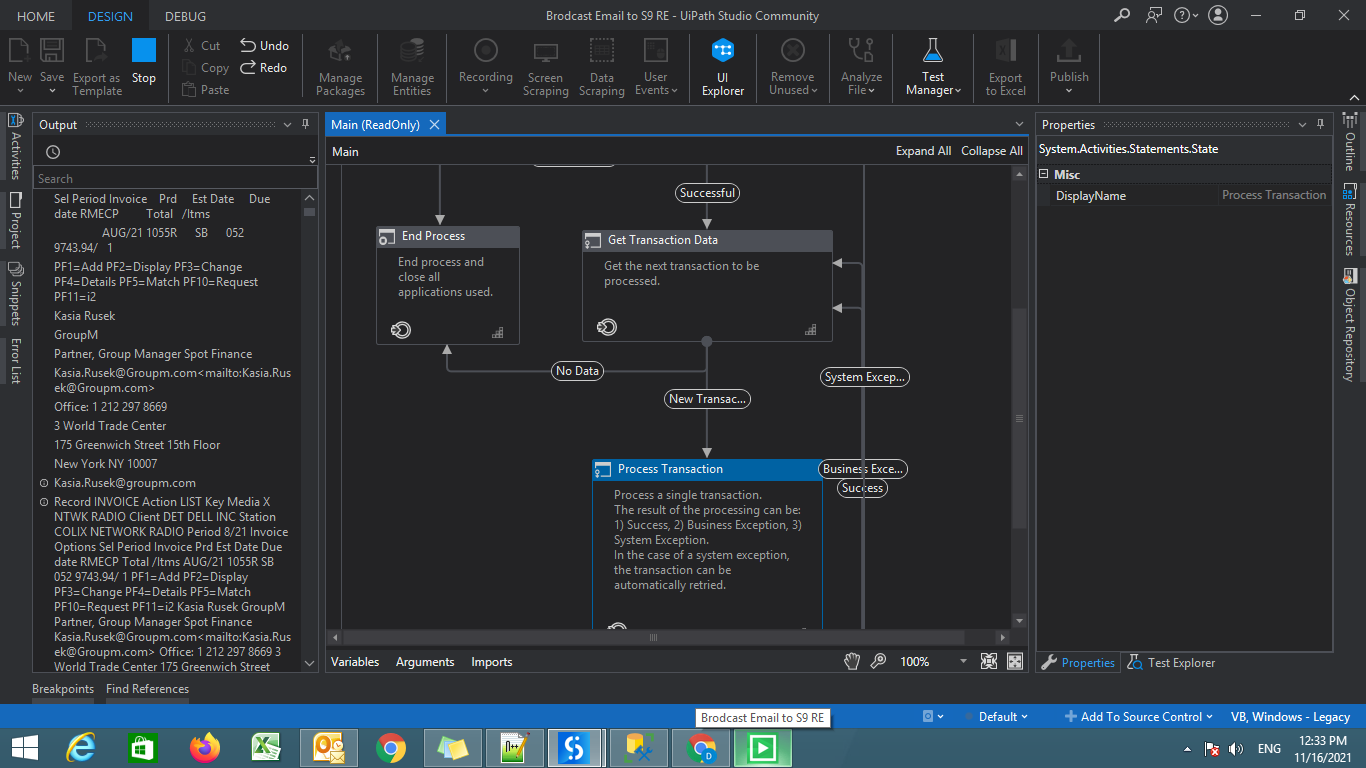 HOME DESIGN DEBUG
Brodcast Email to S9 RE - UiPath Studio Community
New
Save
Export as
Template
Stop
Cut
Copy
Paste
Undo
Redo
Manage
Packages
Manage
Entities
Recording
Screen
Scraping
Data
Scraping
User
Events
UI
Explorer
Remove
Unused
Analyze
File
Test
Manager
Export
to Excel
Publish
Activities
Project
Snippets
Error List
Output
Search
Sel Period Invoice Prd Est Date Due
date RMECP Total /Itms
AUG/21 1055R SB 052
9743.94/ 1
PF1=Add PF2=Display PF3=Change
PF4=Details PF5=Match PF10=Request
PF11=i2
Kasia Rusek
GroupM
Partner, Group Manager Spot Finance
Kasia.Rusek@Groupm.com<mailto:Kasia.Rus
ek@Groupm.com>
Office: 1 212 297 8669
3 World Trade Center
175 Greenwich Street 15th Floor
New York NY 10007
Kasia.Rusek@groupm.com
Record INVOICE Action LIST Key Media X
NTWK RADIO Client DET DELL INC Station
COLIX NETWORK RADIO Period 8/21 Invoice
Options Sel Period Invoice Prd Est Date Due
date RMECP Total /Itms AUG/21 1055R SB
052 9743.94/ 1 PF1=Add PF2=Display
PF3=Change PF4=Details PF5=Match
PF10=Request PF11=i2 Kasia Rusek GroupM
Partner, Group Manager Spot Finance
Kasia.Rusek@Groupm.com<mailto:Kasia.Rus
ek@Groupm.com> Office: 1 212 297 8669 3
World Trade Center 175 Greenwich Street
Breakpoints Find References
Main (ReadOnly)
Main
Expand All Collapse All
Successful
End Process
End process and
close all
applications used.
Get Transaction Data
Get the next transaction to be
processed.
No Data
New Transac...
System Excep...
Business Exce...
Success
Process Transaction
Process a single transaction.
The result of the processing can be:
1) Success, 2) Business Exception, 3)
System Exception.
In the case of a system exception,
the transaction can be
automatically retried.
Variables Arguments Imports
100%
Properties
System.Activities.Statements.State
Misc
DisplayName Process Transaction
Properties Test Explorer
Outline
Resources
Object Repository
Brodcast Email to S9 RE
Default
Add To Source Control
VB, Windows - Legacy
N++
D
ENG
12:33 PM
11/16/2021